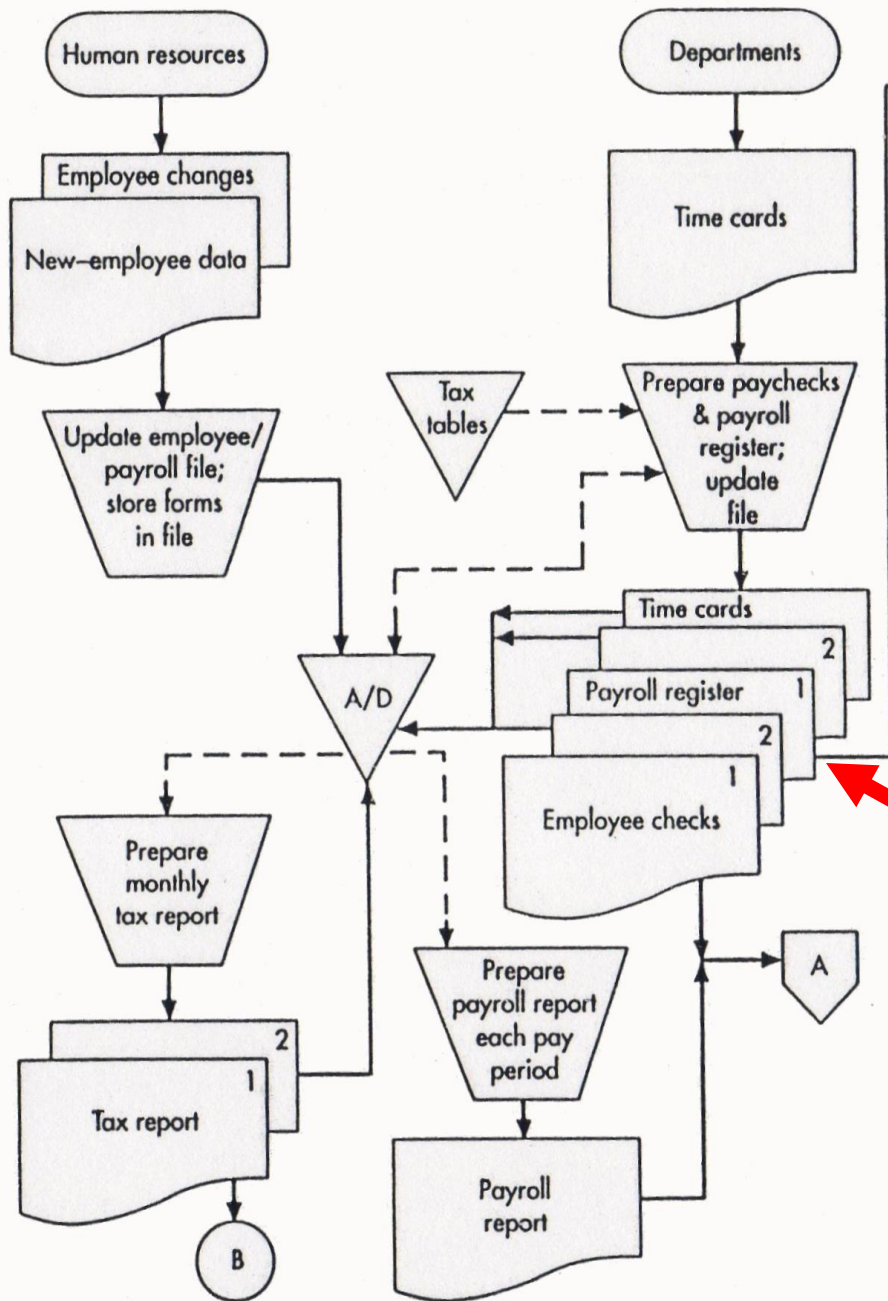 Human resources
Departments
Employee changes
New-employee data
Time cards
Update employee/
payroll file;
store forms
in file
Tax
tables
Prepare paychecks
& payroll
register;
update
file
Time cards
2
Payroll register 1
2
1
Employee checks
A/D
Prepare
monthly
tax report
Prepare
payroll report
each pay
period
A
2
1
Tax report
Payroll
report
B